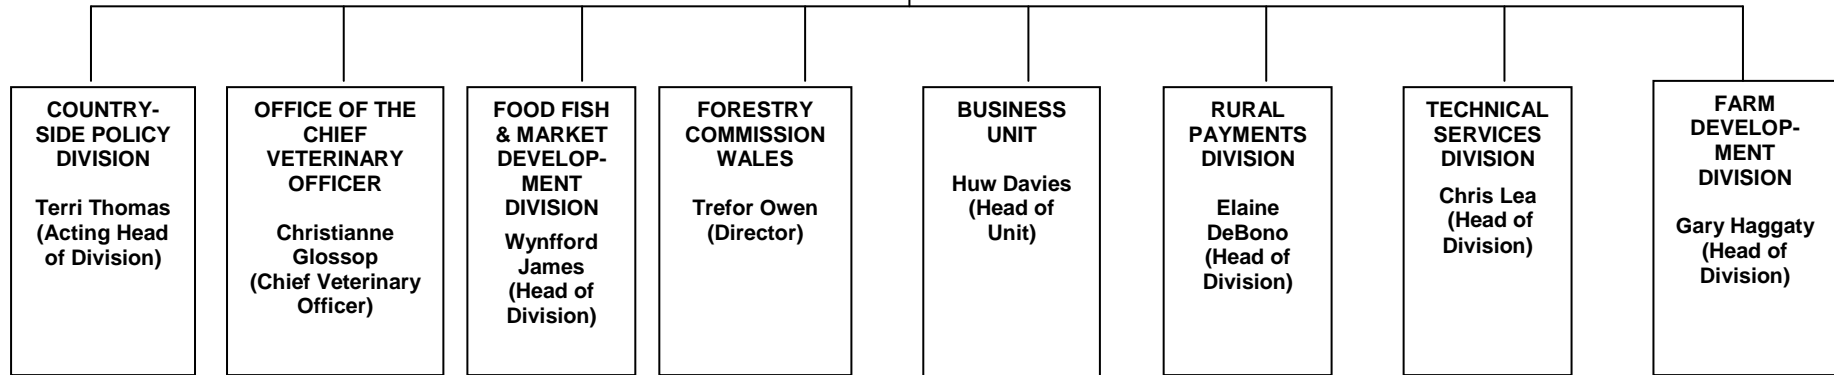 COUNTRY-
SIDE POLICY
DIVISION
Terri Thomas
(Acting Head
of Division)
OFFICE OF THE
CHIEF
VETERINARY
OFFICER
Christianne
Glossop
(Chief Veterinary
Officer)
FOOD FISH
& MARKET
DEVELOP-
MENT
DIVISION
Wynfford
James
(Head of
Division)
FORESTRY
COMMISSION
WALES
Trefor Owen
(Director)
BUSINESS
UNIT
Huw Davies
(Head of
Unit)
RURAL
PAYMENTS
DIVISION
Elaine
DeBono
(Head of
Division)
TECHNICAL
SERVICES
DIVISION
Chris Lea
(Head of
Division)
FARM
DEVELOP-
MENT
DIVISION
Gary Haggaty
(Head of
Division)